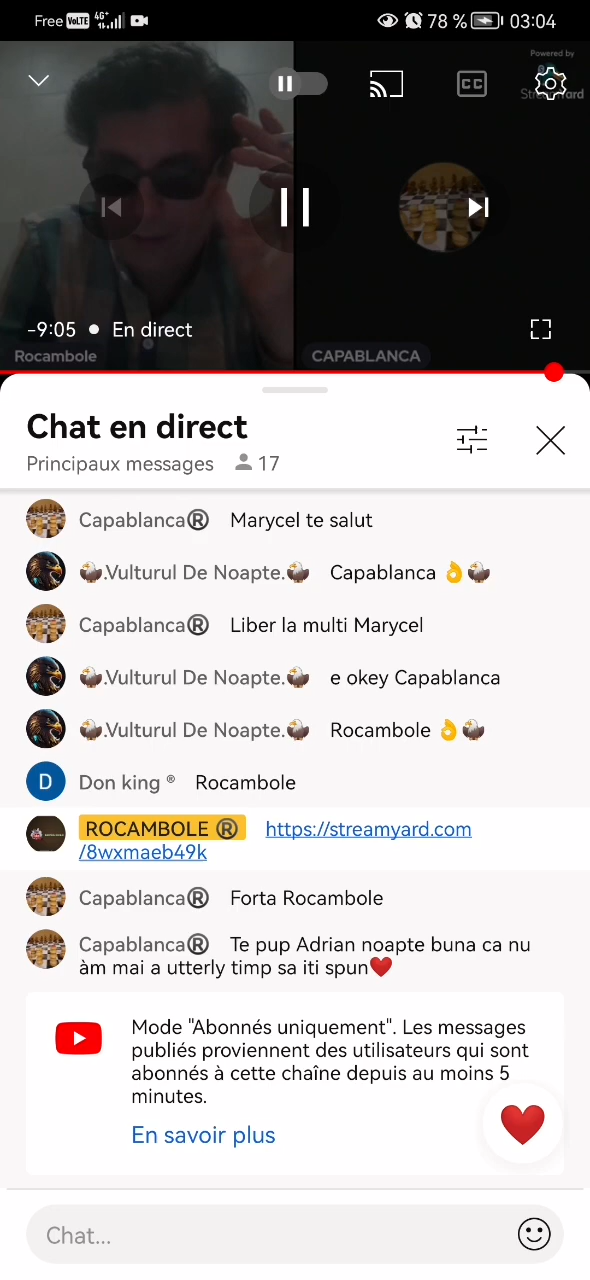 Free VoLTE 4G+ 78 % 03:04
Powered by
CC
StreamYard
-9:05 • En direct
Rocambole
CAPABLANCA
Chat en direct
Principaux messages 17
Capablanca® Marycel te salut
.Vulturul De Noapte. Capablanca 👌
Capablanca® Liber la multi Marycel
.Vulturul De Noapte. e okey Capablanca
.Vulturul De Noapte. Rocambole 👌
D Don king ® Rocambole
ROCAMBOLE ® https://streamyard.com
/8wxmaeb49k
Capablanca® Forta Rocambole
Capablanca® Te pup Adrian noapte buna ca nu
àm mai a utterly timp sa iti spun❤️
Mode "Abonnés uniquement". Les messages
publiés proviennent des utilisateurs qui sont
abonnés à cette chaîne depuis au moins 5
minutes.
En savoir plus
Chat...